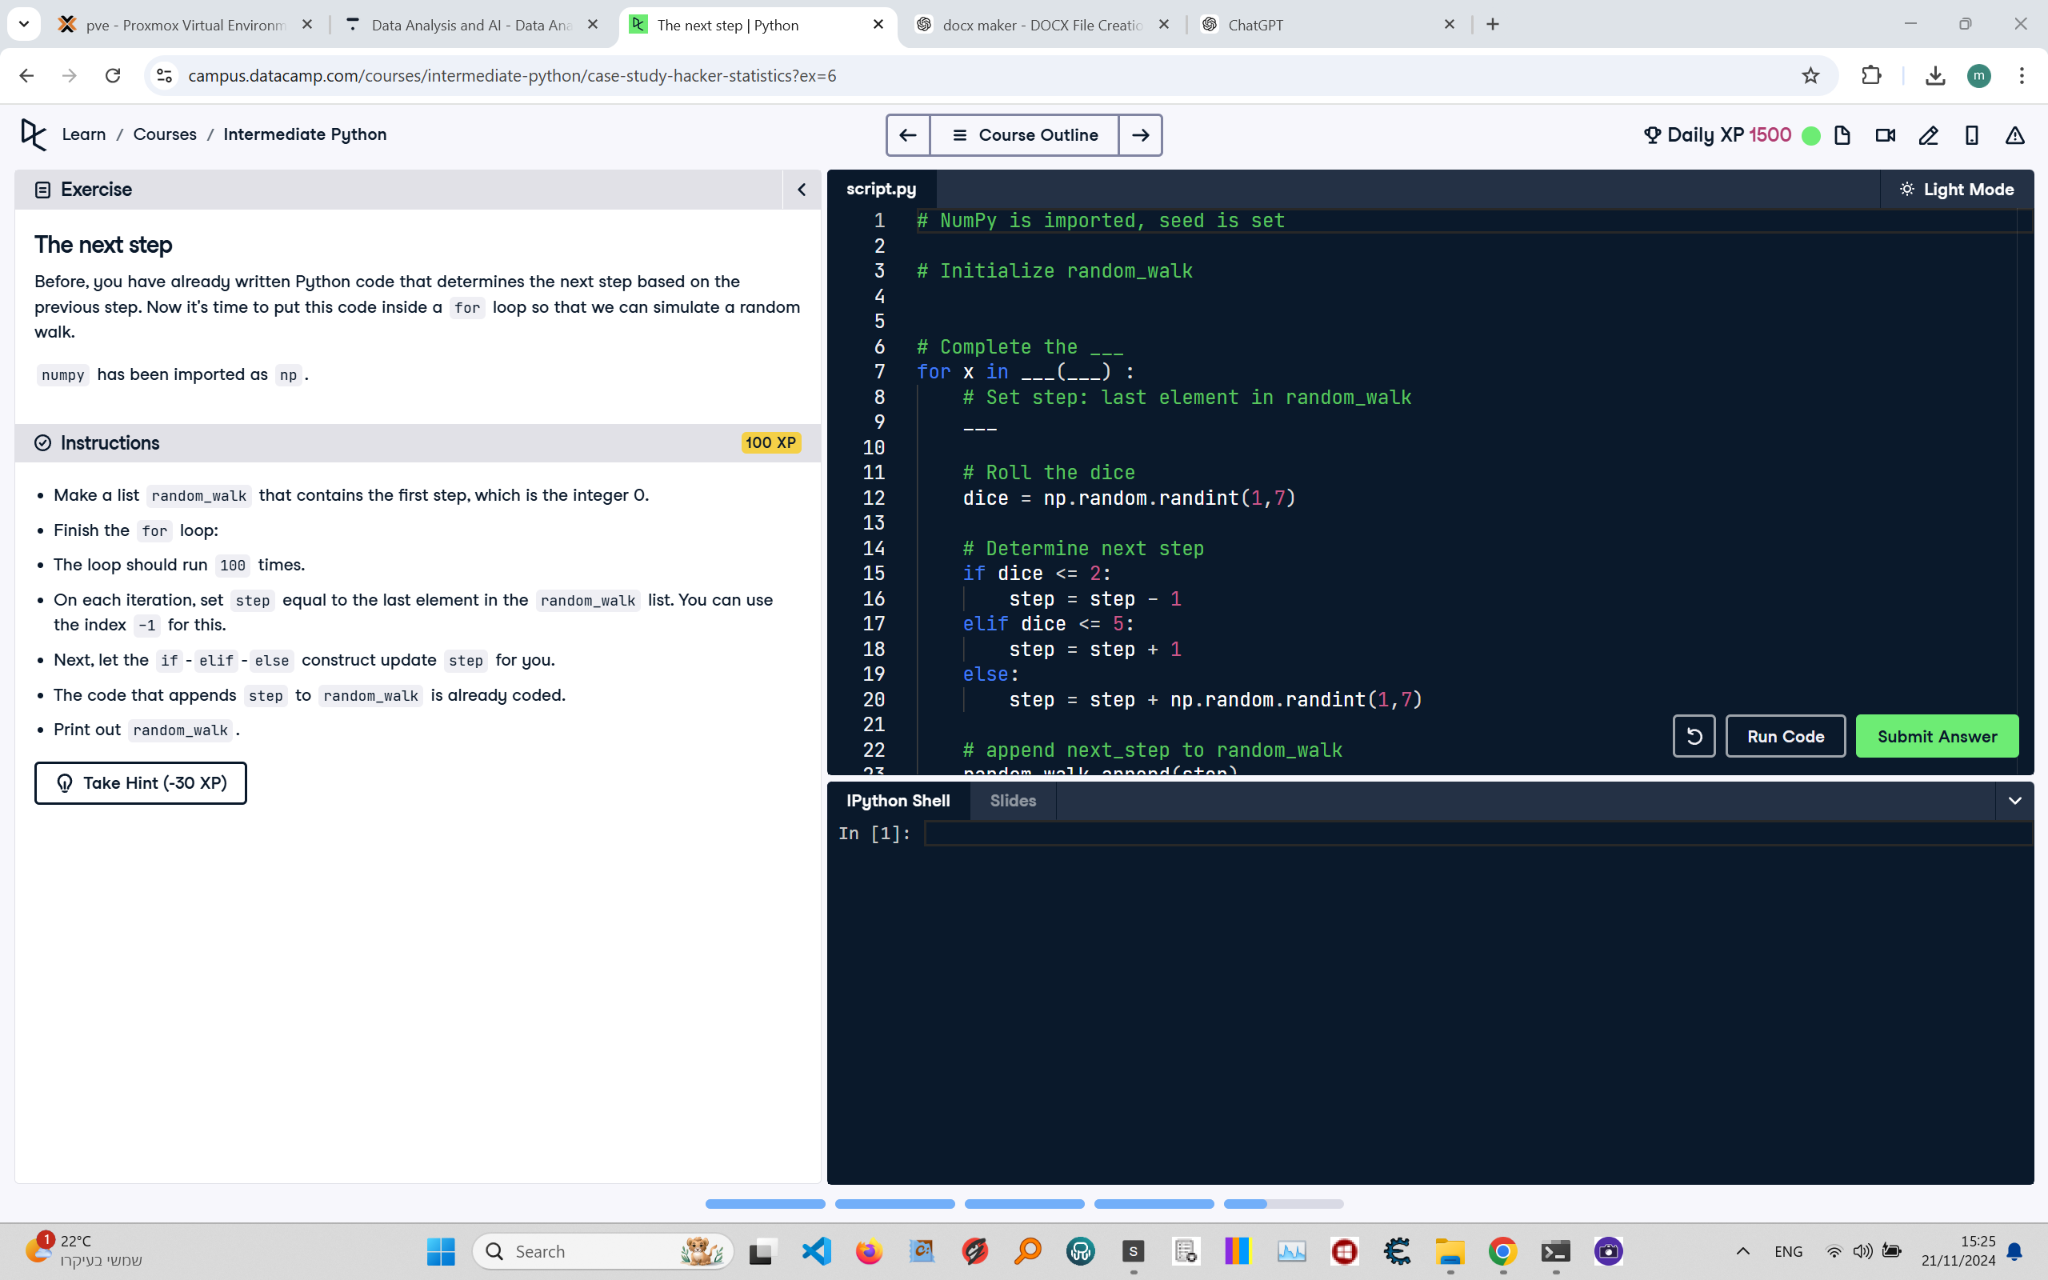 pve - Proxmox Virtual Environm
Data Analysis and AI - Data Ana
The next step | Python
docx maker - DOCX File Creatio
ChatGPT
campus.datacamp.com/courses/intermediate-python/case-study-hacker-statistics?ex=6
m
Learn / Courses / Intermediate Python
Course Outline
Daily XP 1500
Exercise
The next step
Before, you have already written Python code that determines the next step based on the
previous step. Now it's time to put this code inside a for loop so that we can simulate a random
walk.
numpy has been imported as np .
Instructions
100 XP
• Make a list random_walk that contains the first step, which is the integer 0.
• Finish the for loop:
• The loop should run 100 times.
• On each iteration, set step equal to the last element in the random_walk list. You can use
the index -1 for this.
• Next, let the if - elif - else construct update step for you.
• The code that appends step to random_walk is already coded.
• Print out random_walk .
Take Hint (-30 XP)
script.py
Light Mode
1 # NumPy is imported, seed is set
2
3 # Initialize random_walk
4
5
6 # Complete the ___
7 for x in ___(___) :
8 # Set step: last element in random_walk
9 ___
10
11 # Roll the dice
12 dice = np.random.randint(1,7)
13
14 # Determine next step
15 if dice <= 2:
16 step = step - 1
17 elif dice <= 5:
18 step = step + 1
19 else:
20 step = step + np.random.randint(1,7)
21
22 # append next_step to random_walk
23 random_walk.append(step)
Run Code
Submit Answer
IPython Shell
Slides
In [1]:
1
22°C
שמשי בעיקרו
Search
S
ENG
15:25
21/11/2024